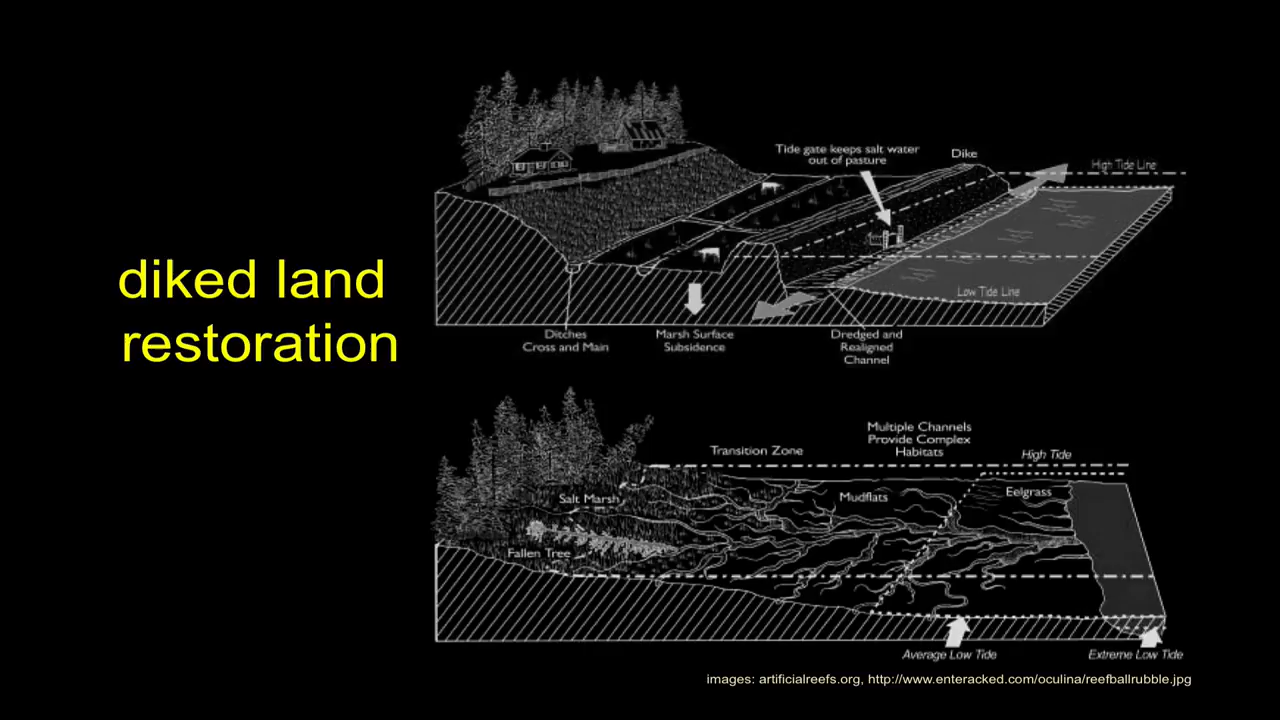 diked land
restoration
Tide gate keeps salt water
out of pasture
Dike
High Tide Line
Low Tide Line
Ditches
Cross and Main
Marsh Surface
Subsidence
Dredged and
Realigned
Channel
Transition Zone
Multiple Channels
Provide Complex
Habitats
High Tide
Salt Marsh
Mudflats
Eelgrass
Fallen Tree
Average Low Tide
Extreme Low Tide
images: artificialreefs.org, http://www.enteracked.com/oculina/reefballrubble.jpg